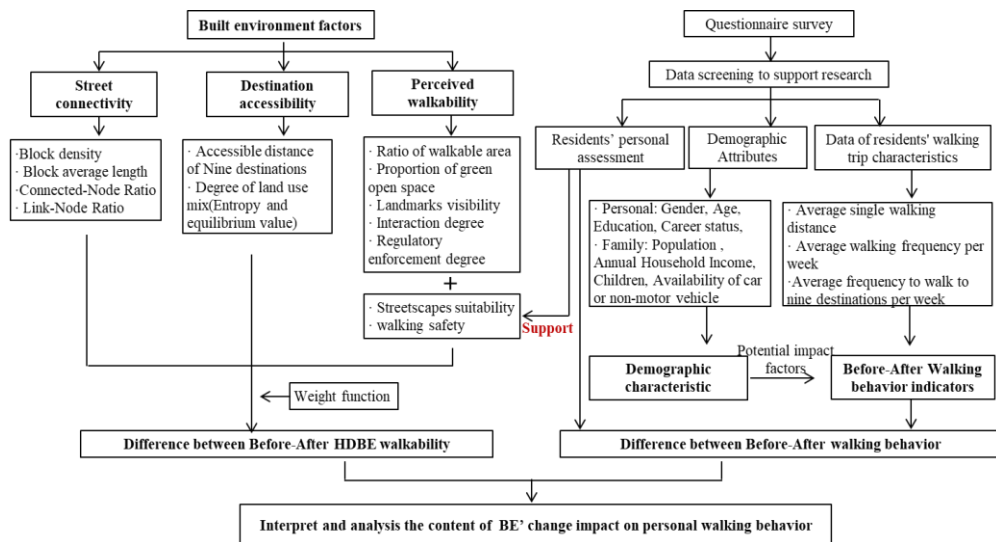 Built environment factors
Street
connectivity
Destination
accessibility
Perceived
walkability
·Block density
· Block average length
·Connected-Node Ratio
· Link-Node Ratio
· Accessible distance
of Nine destinations
· Degree of land use
mix(Entropy and
equilibrium value)
· Ratio of walkable area
· Proportion of green
open space
· Landmarks visibility
· Interaction degree
· Regulatory
enforcement degree
+
· Streetscapes suitability
· walking safety
Support
Weight function
Difference between Before-After HDBE walkability
Questionnaire survey
Data screening to support research
Residents' personal
assessment
Demographic
Attributes
Data of residents' walking
trip characteristics
· Personal: Gender, Age,
Education, Career status,
· Family: Population ,
Annual Household Income,
Children, Availability of car
or non-motor vehicle
· Average single walking
distance
· Average walking frequency per
week
· Average frequency to walk to
nine destinations per week
Demographic
characteristic
Potential impact
factors
Before-After Walking
behavior indicators
Difference between Before-After walking behavior
Interpret and analysis the content of BE' change impact on personal walking behavior